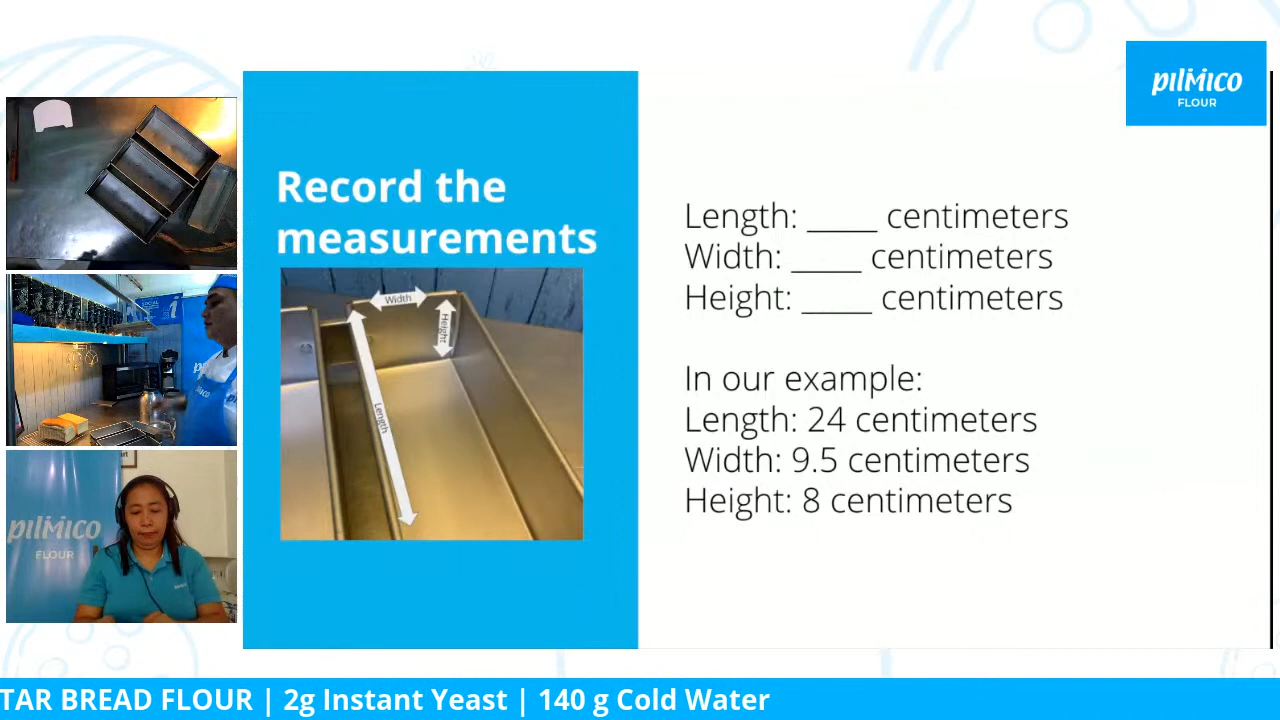 pilmico
FLOUR
Record the
measurements
Width
Height
Length
Length: _____ centimeters
Width: _____ centimeters
Height: _____ centimeters
In our example:
Length: 24 centimeters
Width: 9.5 centimeters
Height: 8 centimeters
SOCIAL
i
pilmico
FLOUR
TAR BREAD FLOUR | 2g Instant Yeast | 140 g Cold Water